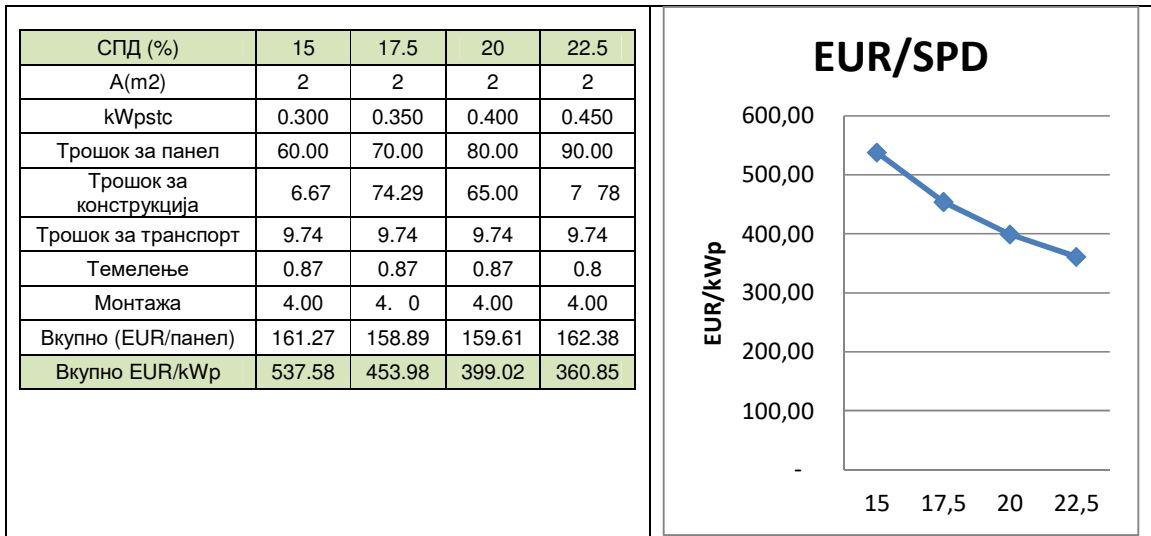 СПД (%) 15 17.5 20 22.5
A(m2) 2 2 2 2
kWpstc 0.300 0.350 0.400 0.450
Трошок за панел 60.00 70.00 80.00 90.00
Трошок за
конструкција 6.67 74.29 65.00 7 78
Трошок за транспорт 9.74 9.74 9.74 9.74
Темелење 0.87 0.87 0.87 0.8
Монтажа 4.00 4. 0 4.00 4.00
Вкупно (EUR/панел) 161.27 158.89 159.61 162.38
Вкупно EUR/kWp 537.58 453.98 399.02 360.85
EUR/SPD
EUR/kWp
600,00
500,00
400,00
300,00
200,00
100,00
-
15 17,5 20 22,5